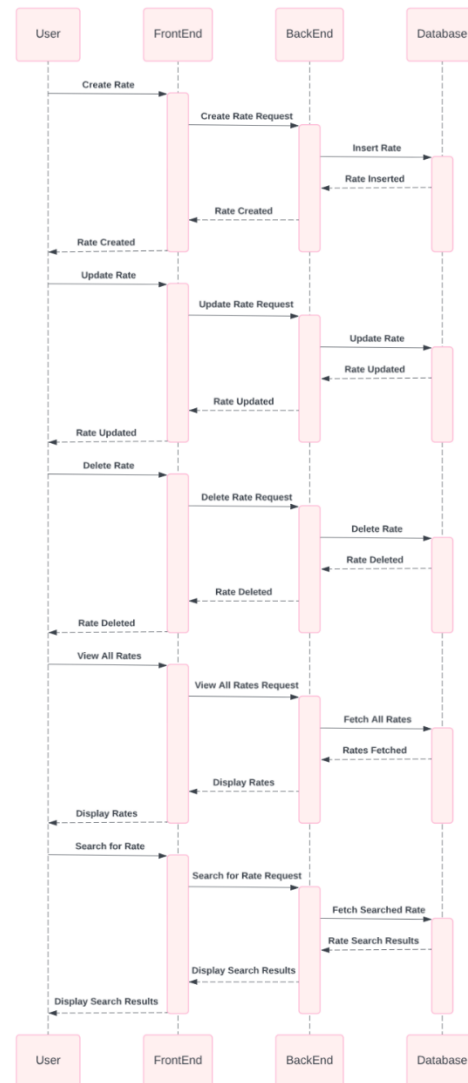 User
FrontEnd
BackEnd
Database
Create Rate
Create Rate Request
Insert Rate
Rate Inserted
Rate Created
Rate Created
Update Rate
Update Rate Request
Update Rate
Rate Updated
Rate Updated
Rate Updated
Delete Rate
Delete Rate Request
Delete Rate
Rate Deleted
Rate Deleted
Rate Deleted
View All Rates
View All Rates Request
Fetch All Rates
Rates Fetched
Display Rates
Display Rates
Search for Rate
Search for Rate Request
Fetch Searched Rate
Rate Search Results
Display Search Results
Display Search Results
User
FrontEnd
BackEnd
Database